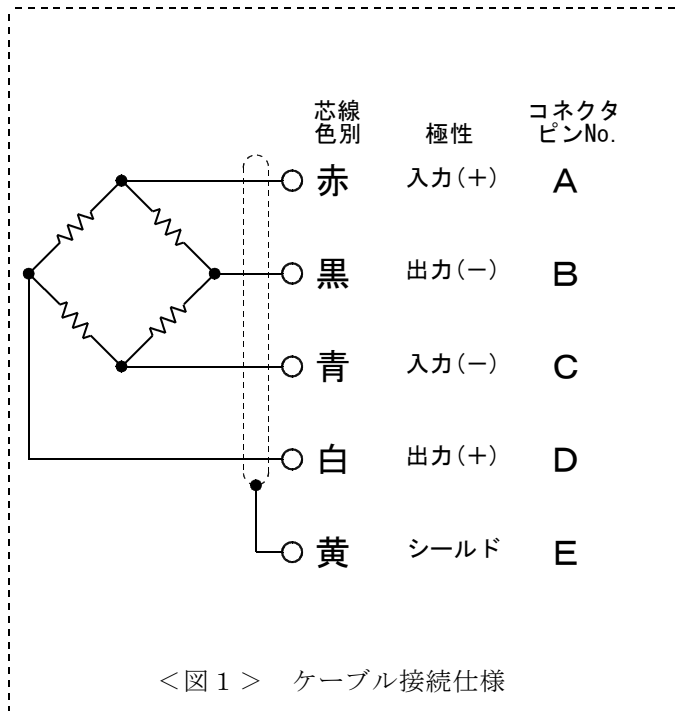 芯線
色別 極性 コネクタ
ピンNo.
赤 入力(+) A
黒 出力(-) B
青 入力(-) C
白 出力(+) D
黄 シールド E
<図1> ケーブル接続仕様